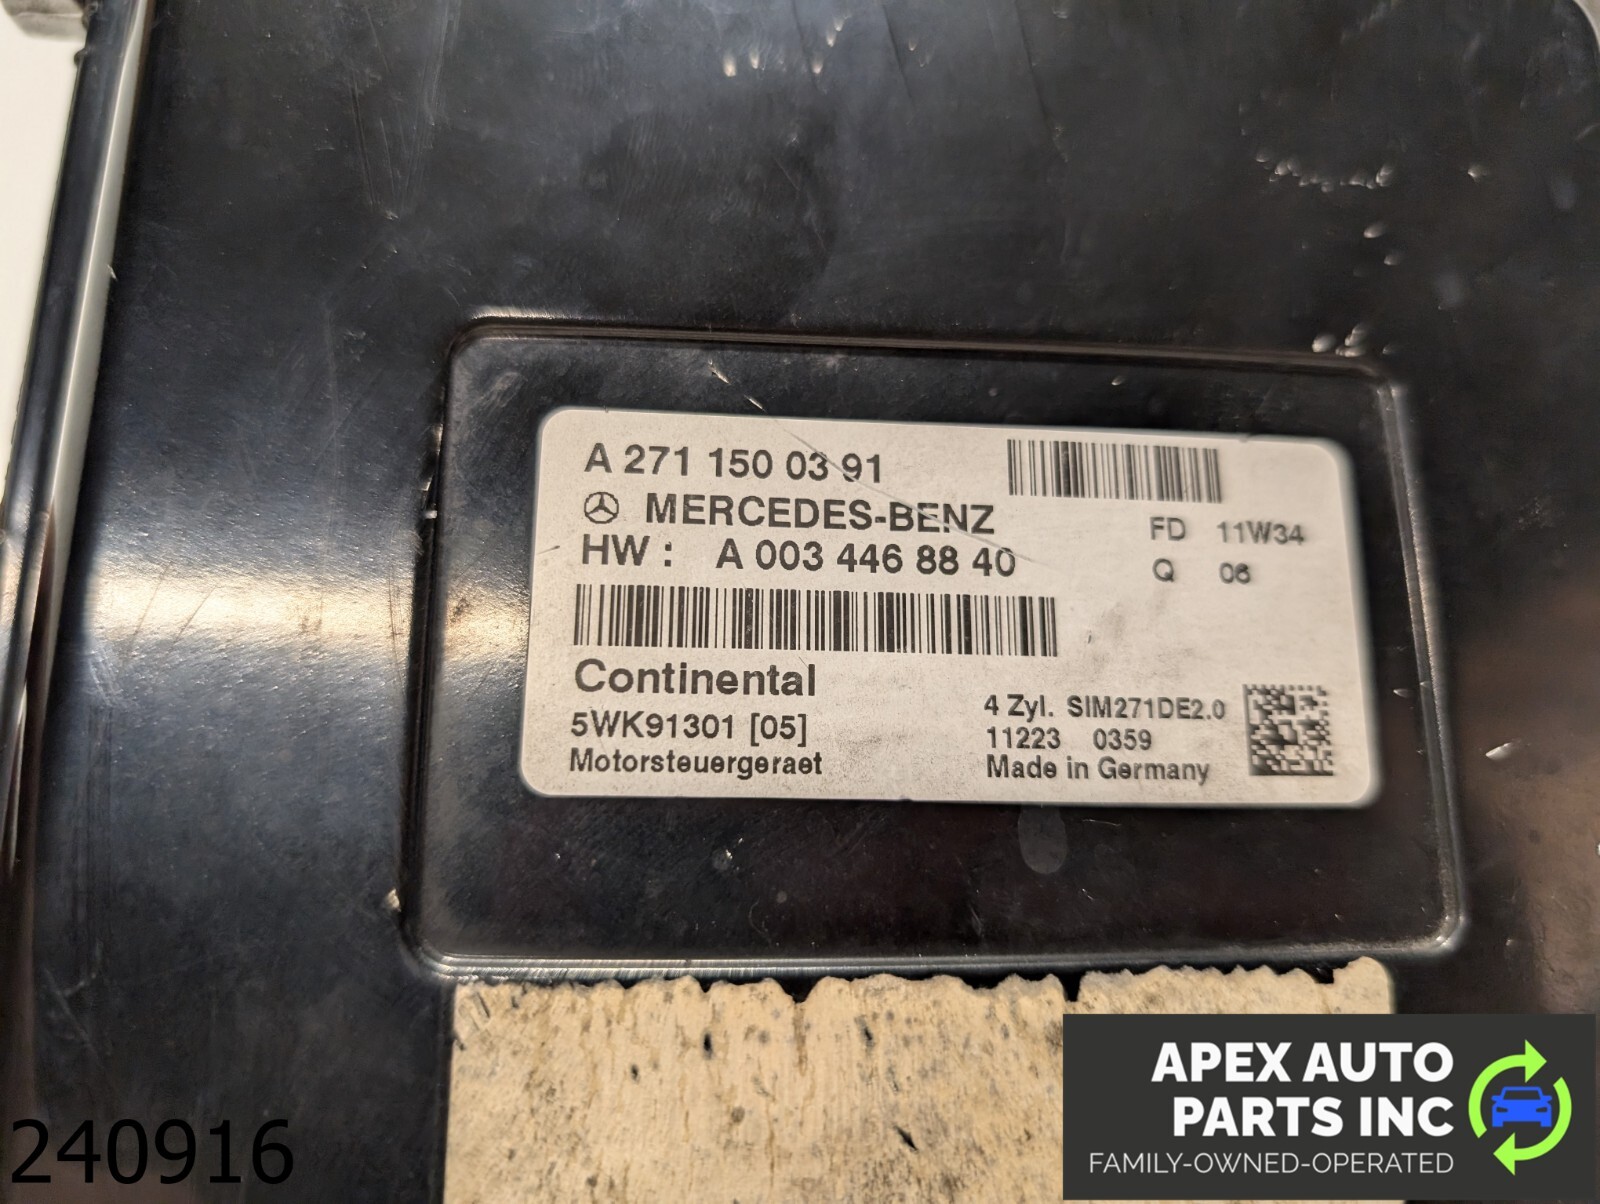 A 271 150 03 91
MERCEDES-BENZ
HW : A 003 446 88 40
FD 11W34
Q 06
Continental
5WK91301 [05]
Motorsteuergeraet
4 Zyl. SIM271DE2.0
11223 0359
Made in Germany
240916
APEX AUTO
PARTS INC
FAMILY-OWNED-OPERATED